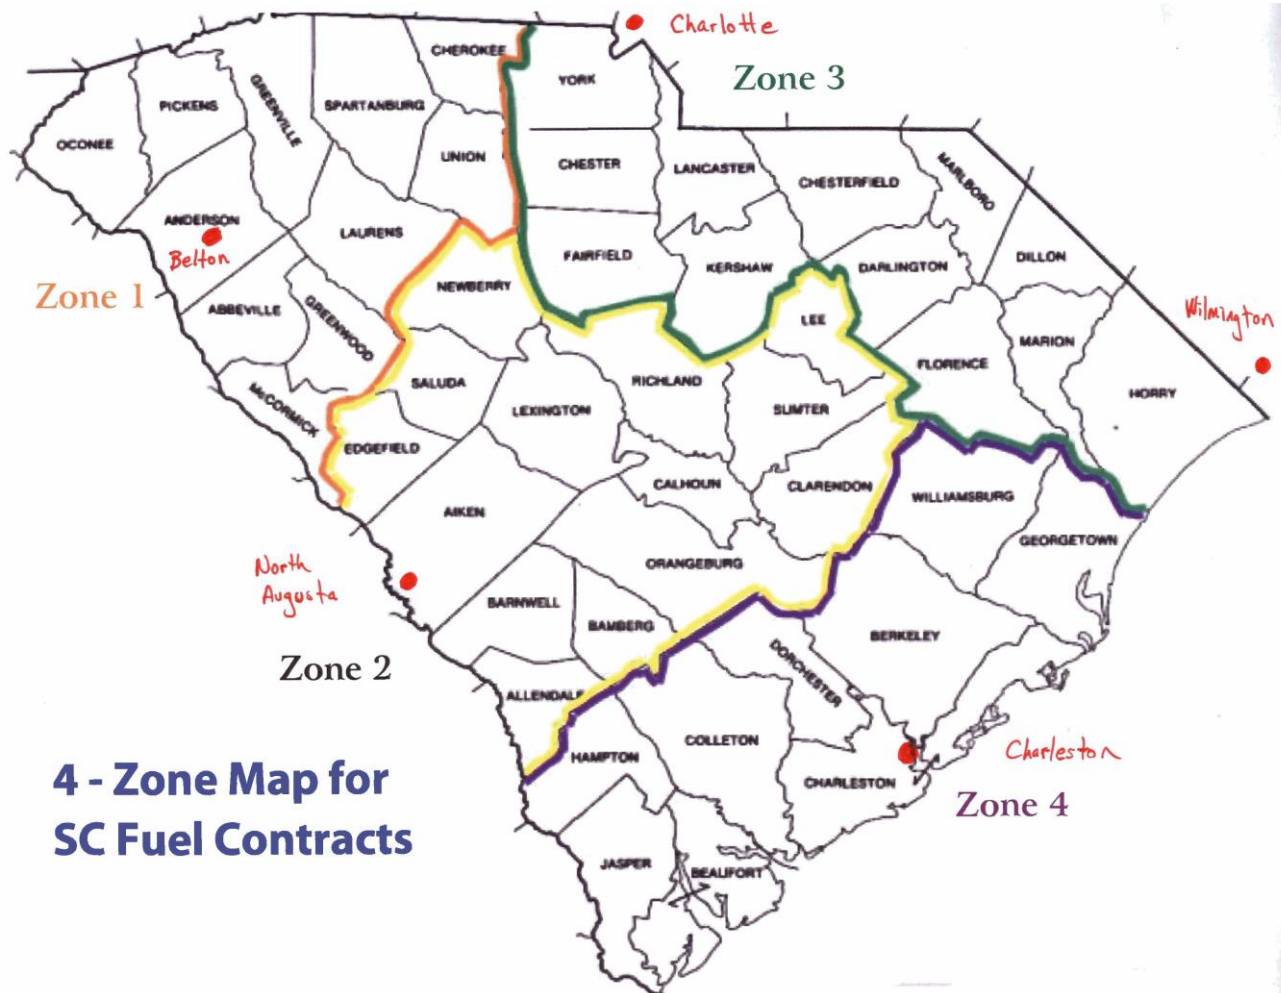 Charlotte
Zone 3
CHEROKEE
YORK
PICKENS
GREENVILLE
SPARTANBURG
OCONEE
UNION
CHESTER
LANCASTER
CHESTERFIELD
MARLBORO
ANDERSON
Belton
LAURENS
FAIRFIELD
KERSHAW
DARLINGTON
DILLON
Zone 1
NEWBERRY
ABBEVILLE
GREENWOOD
LEE
Wilmington
MARION
FLORENCE
SALUDA
RICHLAND
HORRY
McCORMICK
LEXINGTON
SUMTER
EDGEFIELD
CALHOUN
CLARENDON
WILLIAMSBURG
AIKEN
GEORGETOWN
ORANGEBURG
North
Augusta
BARNWELL
BAMBERG
BERKELEY
Zone 2
DORCHESTER
ALLENDALE
COLLETON
HAMPTON
Charleston
CHARLESTON
Zone 4
4 - Zone Map for
SC Fuel Contracts
JASPER
BEAUFORT